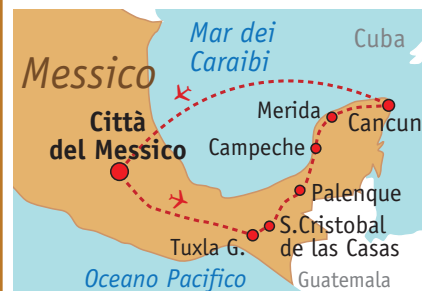 Mar dei
Caraibi
Cuba
Messico
Merida
Cancun
Città
del Messico
Campeche
Palenque
S.Cristobal
de las Casas
Tuxla G.
Oceano Pacifico
Guatemala